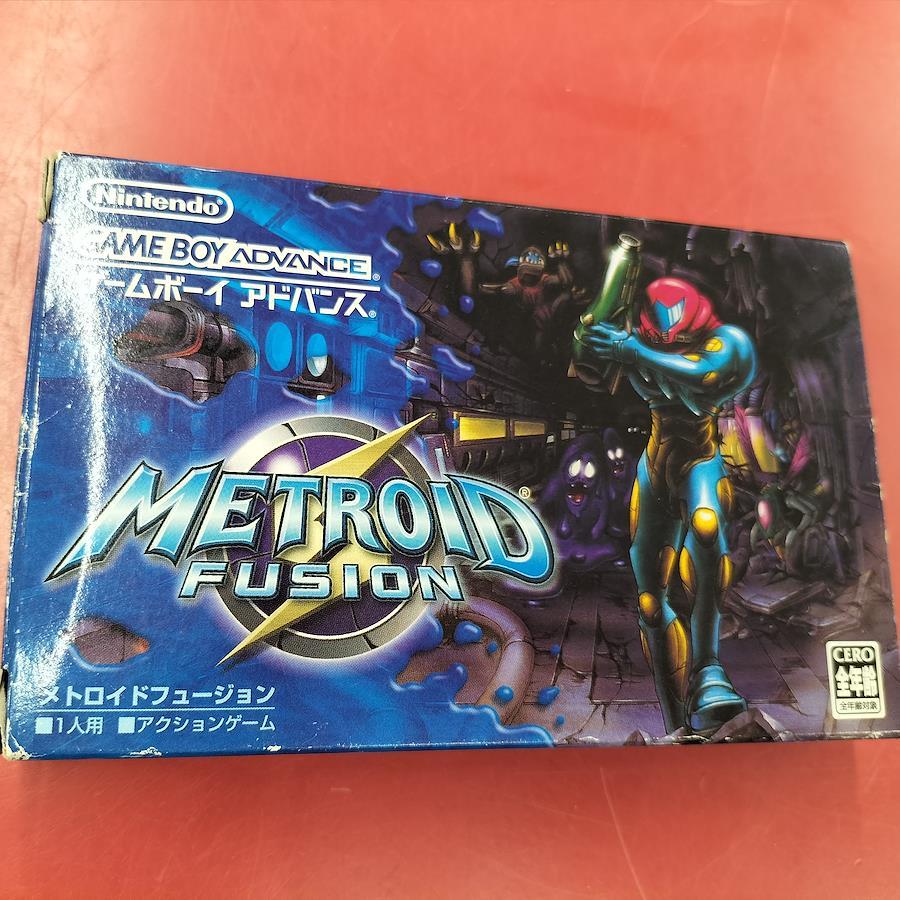 Nintendo®
GAME BOY ADVANCE®
ゲームボーイ アドバンス®
METROID®
FUSION
メトロイドフュージョン
■1人用 ■アクションゲーム
CERO
全年齢
全年齢対象